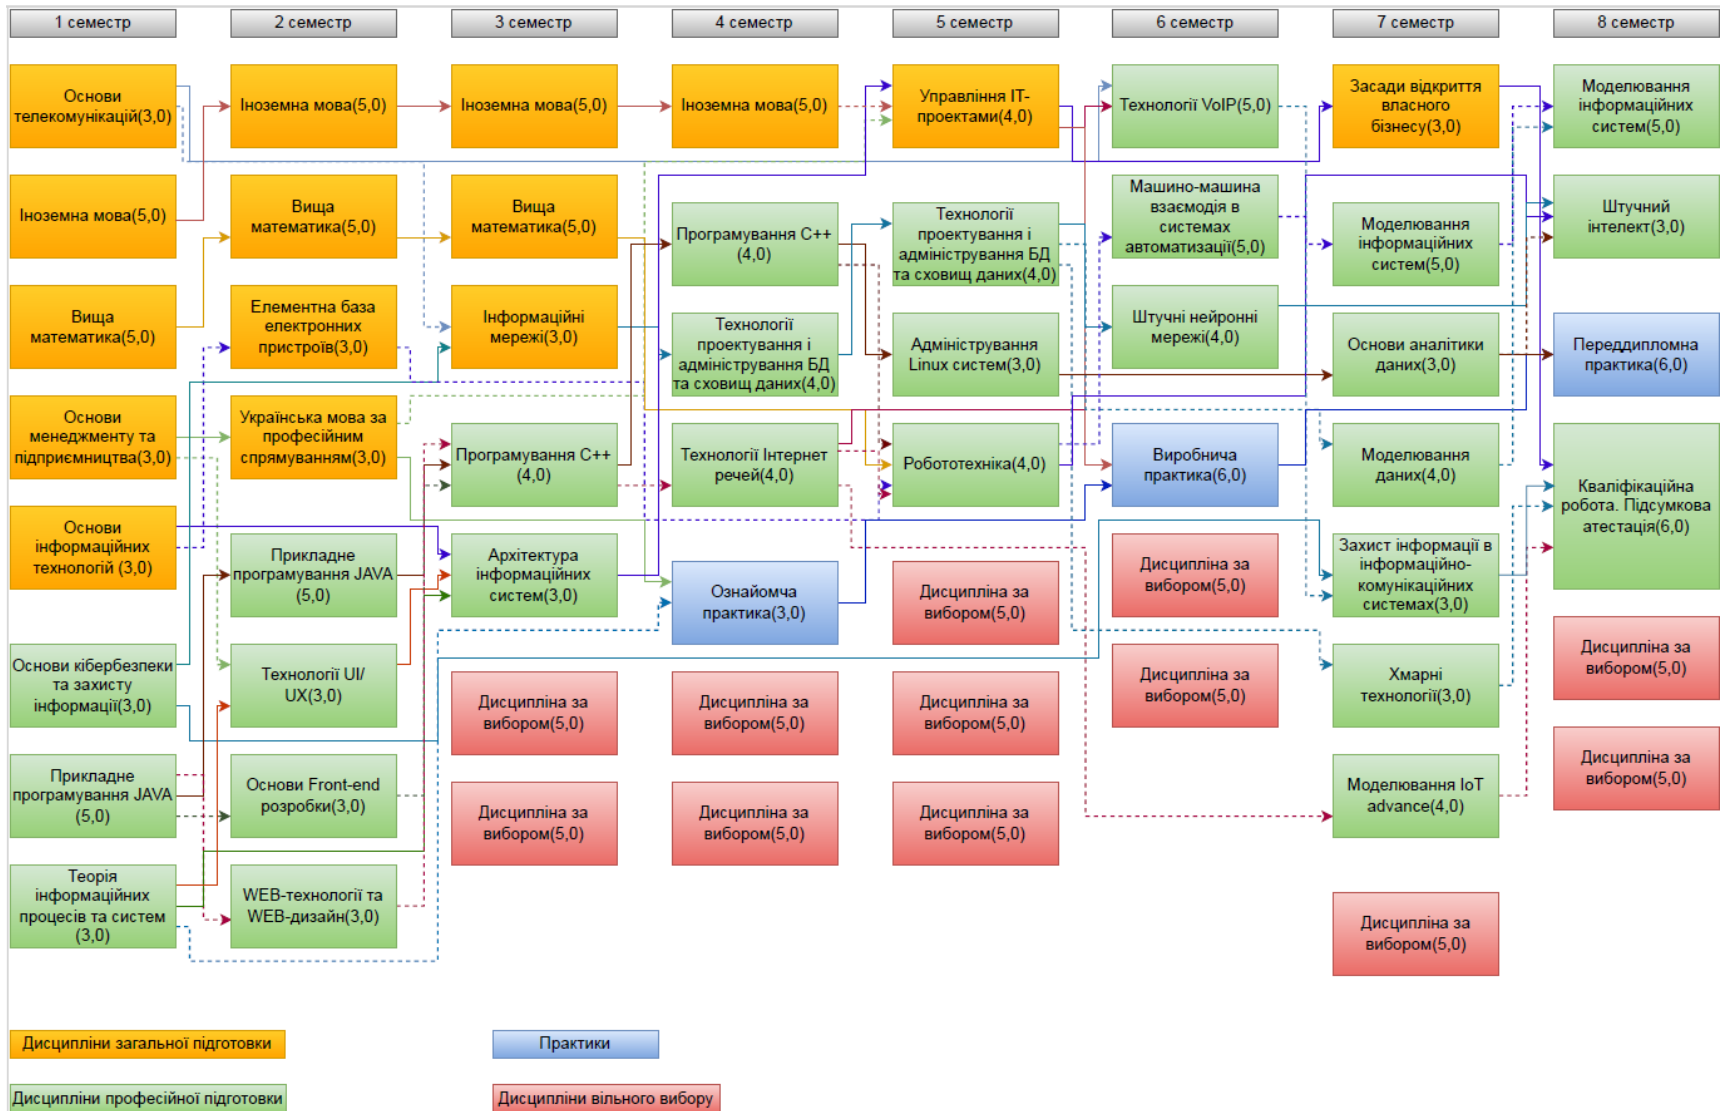 1 семестр
2 семестр
3 семестр
4 семестр
5 семестр
6 семестр
7 семестр
8 семестр
Основи
телекомунікацій(3,0)
Іноземна мова(5,0)
Вища
математика(5,0)
Основи
менеджменту та
підприємництва(3,0)
Основи
інформаційних
технологій (3,0)
Основи кібербезпеки
та захисту
інформації(3,0)
Прикладне
програмування JAVA
(5,0)
Теорія
інформаційних
процесів та систем
(3,0)
Іноземна мова(5,0)
Вища
математика(5,0)
Елементна база
електронних
пристроїв(3,0)
Українська мова за
професійним
спрямуванням(3,0)
Прикладне
програмування JAVA
(5,0)
Технології UI/
UX(3,0)
Основи Front-end
розробки(3,0)
WEB-технології та
WEB-дизайн(3,0)
Іноземна мова(5,0)
Вища
математика(5,0)
Інформаційні
мережі(3,0)
Програмування C++
(4,0)
Архітектура
інформаційних
систем(3,0)
Дисципліна за
вибором(5,0)
Дисципліна за
вибором(5,0)
Іноземна мова(5,0)
Програмування C++
(4,0)
Технології
проектування і
адміністрування БД
та сховищ даних(4,0)
Технології Інтернет
речей(4,0)
Ознайомча
практика(3,0)
Дисципліна за
вибором(5,0)
Дисципліна за
вибором(5,0)
Управління ІТ-
проектами(4,0)
Технології
проектування і
адміністрування БД
та сховищ даних(4,0)
Адміністрування
Linux систем(3,0)
Робототехніка(4,0)
Дисципліна за
вибором(5,0)
Дисципліна за
вибором(5,0)
Дисципліна за
вибором(5,0)
Технології VoIP(5,0)
Машино-машина
взаємодія в
системах
автоматизації(5,0)
Штучні нейронні
мережі(4,0)
Виробнича
практика(6,0)
Дисципліна за
вибором(5,0)
Дисципліна за
вибором(5,0)
Засади відкриття
власного
бізнесу(3,0)
Моделювання
інформаційних
систем(5,0)
Основи аналітики
даних(3,0)
Моделювання
даних(4,0)
Захист інформації в
інформаційно-
комунікаційних
системах(3,0)
Хмарні
технології(3,0)
Моделювання IoT
advance(4,0)
Дисципліна за
вибором(5,0)
Моделювання
інформаційних
систем(5,0)
Штучний
інтелект(3,0)
Переддипломна
практика(6,0)
Кваліфікаційна
робота. Підсумкова
атестація(6,0)
Дисципліна за
вибором(5,0)
Дисципліна за
вибором(5,0)
Дисципліни загальної підготовки
Практики
Дисципліни професійної підготовки
Дисципліни вільного вибору